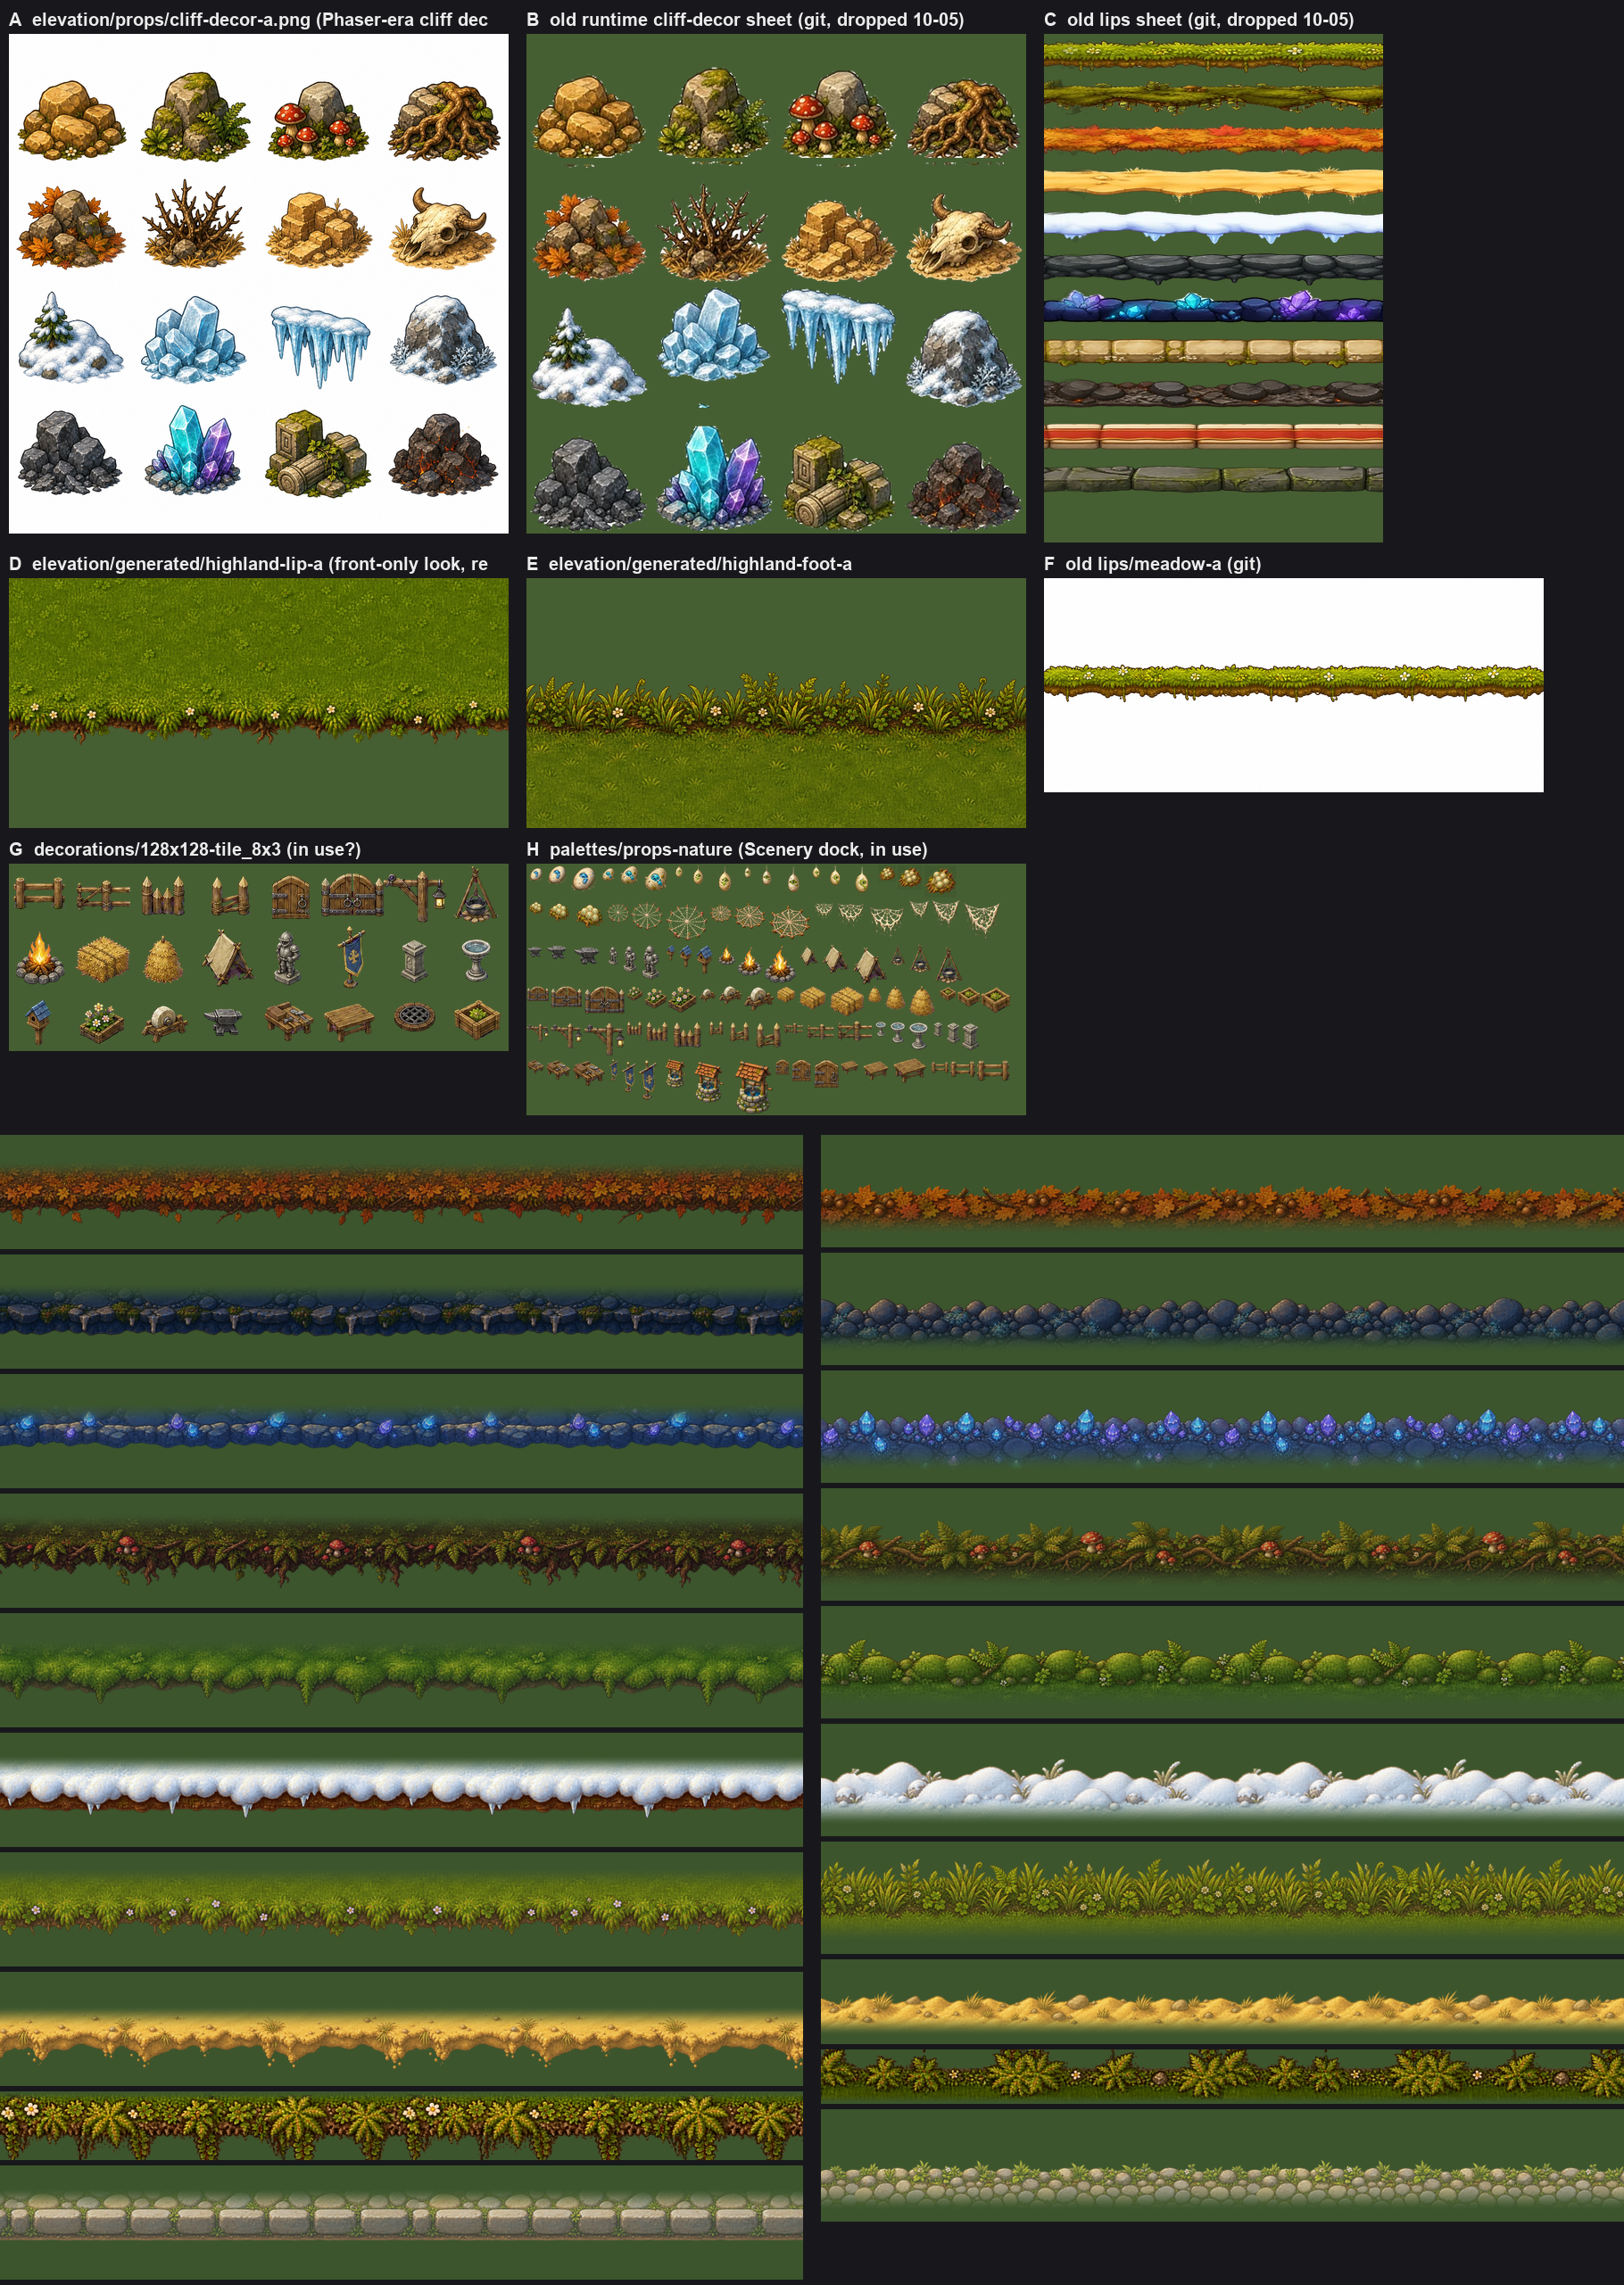 A elevation/props/cliff-decor-a.png (Phaser-era cliff dec
B old runtime cliff-decor sheet (git, dropped 10-05)
C old lips sheet (git, dropped 10-05)
D elevation/generated/highland-lip-a (front-only look, re
E elevation/generated/highland-foot-a
F old lips/meadow-a (git)
G decorations/128x128-tile_8x3 (in use?)
H palettes/props-nature (Scenery dock, in use)